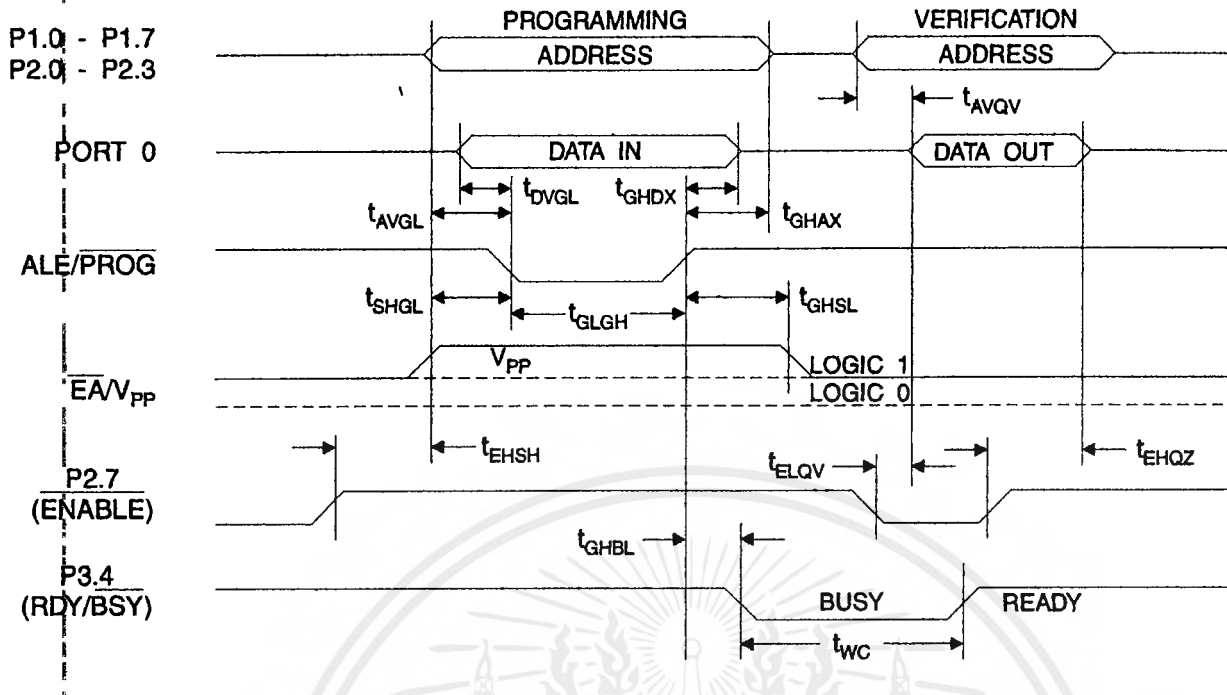 PROGRAMMING VERIFICATION
P1.0 - P1.7
P2.0 - P2.3
ADDRESS ADDRESS
tAVQV
PORT 0 DATA IN DATA OUT
tDVGL tGHDX
tAVGL tGHAX
ALE/PROG
tSHGL tGLGH tGHSL
EA/VPP VPP LOGIC 1
LOGIC 0
tEHSH tELQV tEHQZ
P2.7
(ENABLE)
tGHBL
P3.4
(RDY/BSY) BUSY READY
tWC